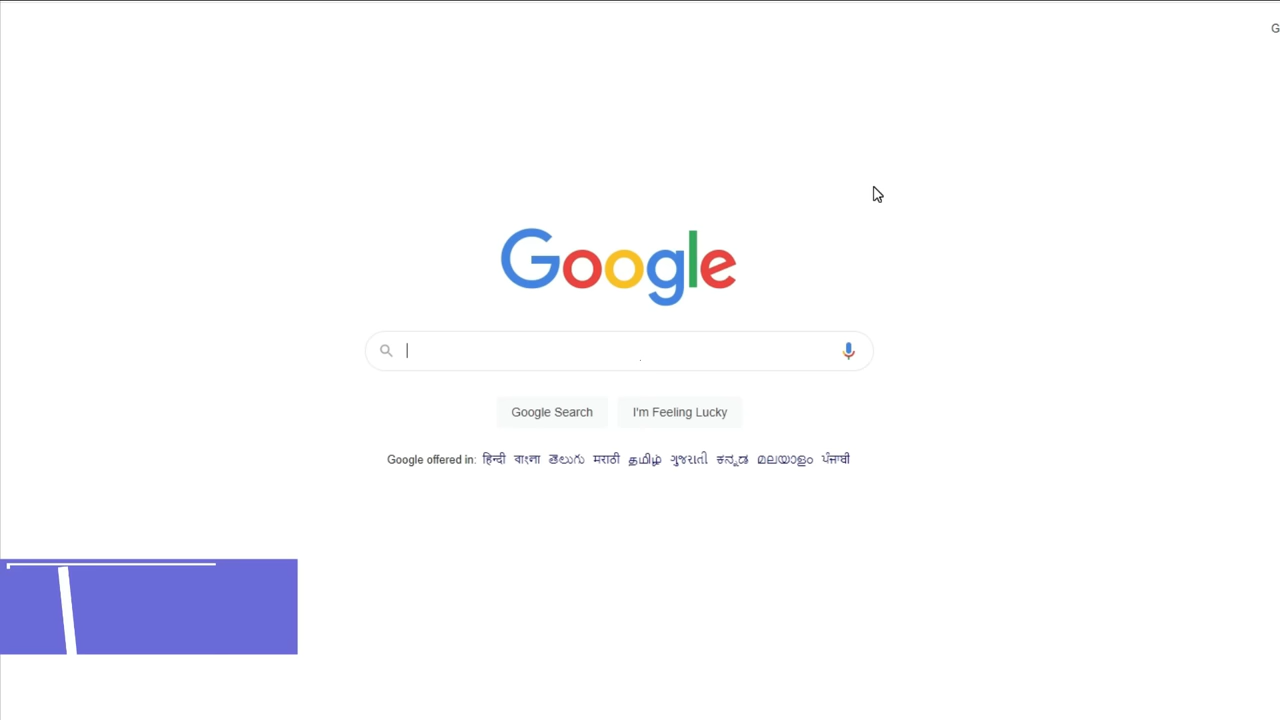 G
Google
Google Search I'm Feeling Lucky
Google offered in: हिन्दी বাংলা తెలుగు मराठी தமிழ் ગુજરાતી ಕನ್ನಡ മലയാളം ਪੰਜਾਬੀ